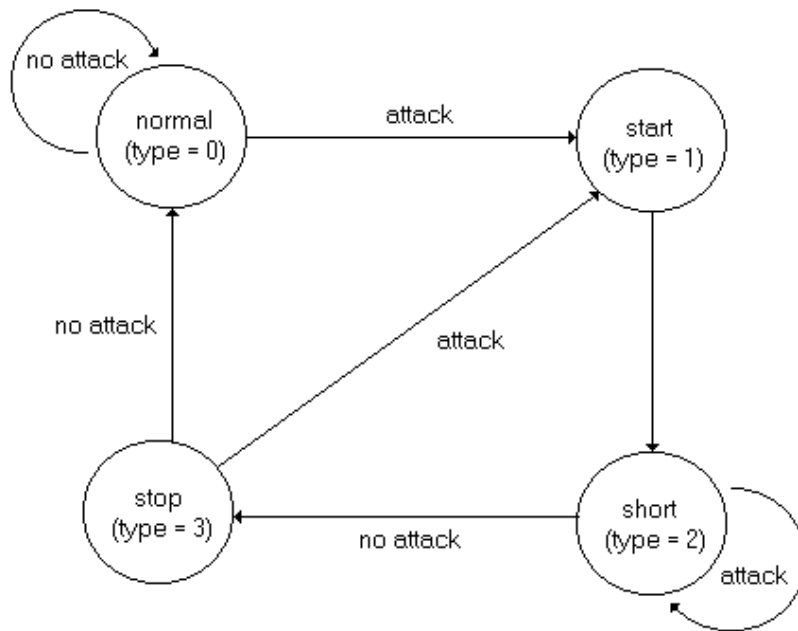 no attack
normal
(type = 0)
attack
start
(type = 1)
no attack
attack
stop
(type = 3)
no attack
short
(type = 2)
attack